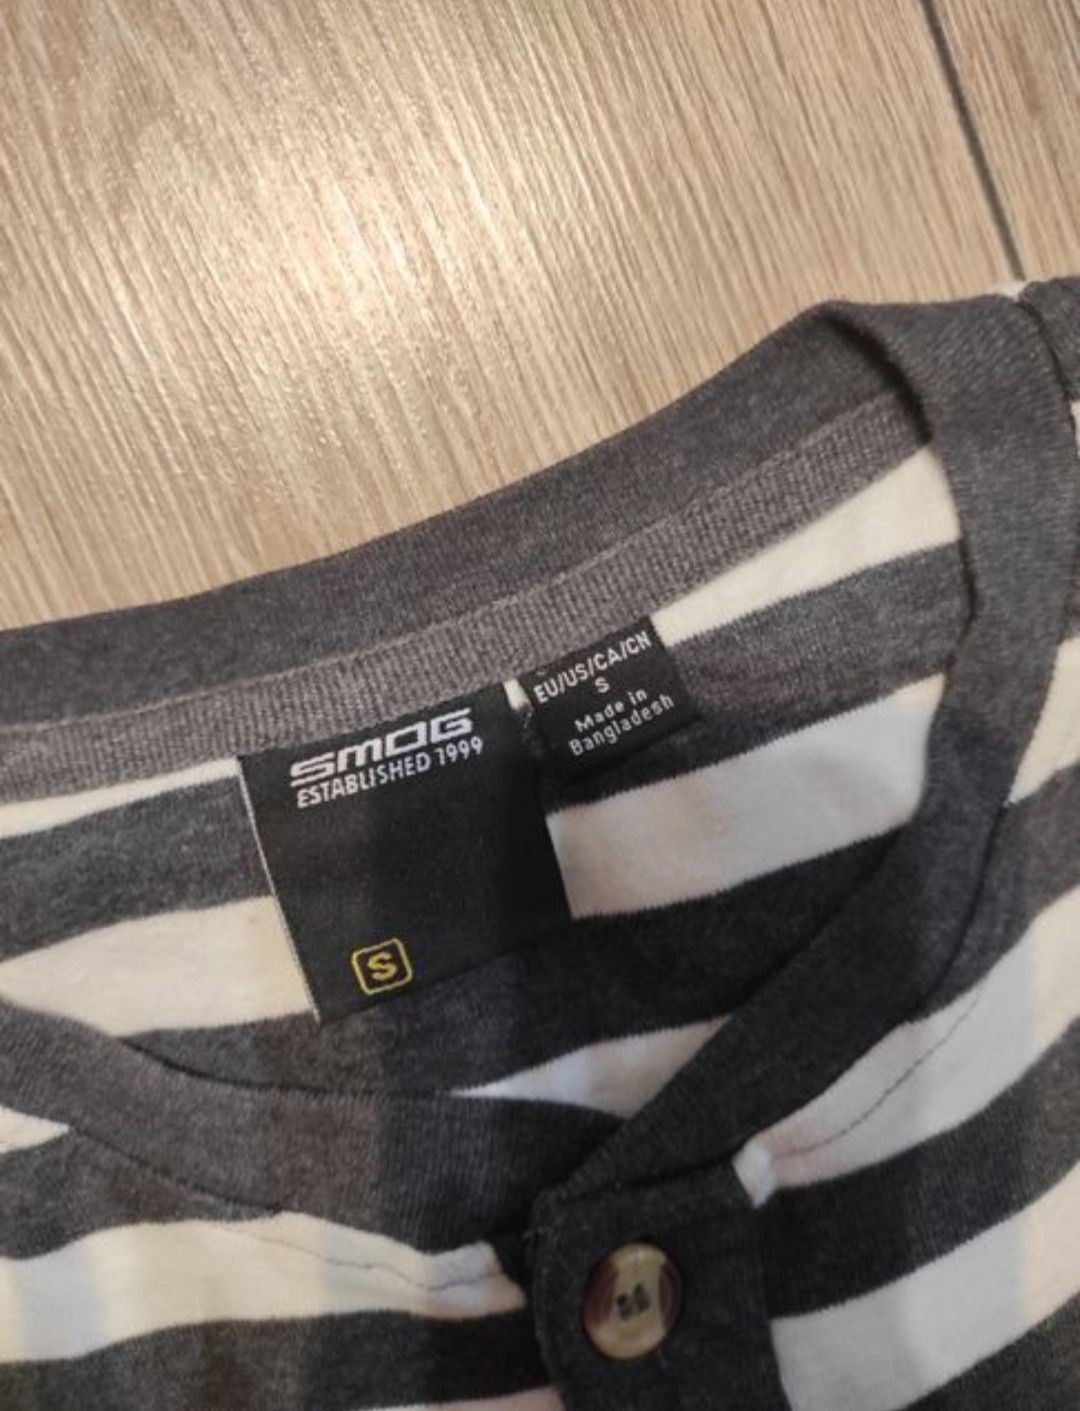 SMOG
ESTABLISHED 1999
S
EU/US/CA/CN
S
Made in
Bangladesh